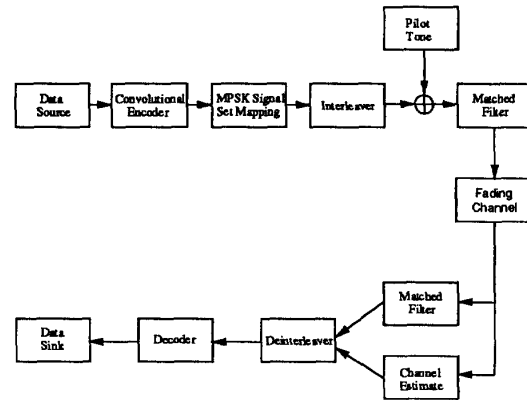 Pilot
Tone
Data
Source
Convolutional
Encoder
MPSK Signal
Set Mapping
Interleaver
Matched
Filter
Fading
Channel
Matched
Filter
Data
Sink
Decoder
Deinterleaver
Channel
Estimate